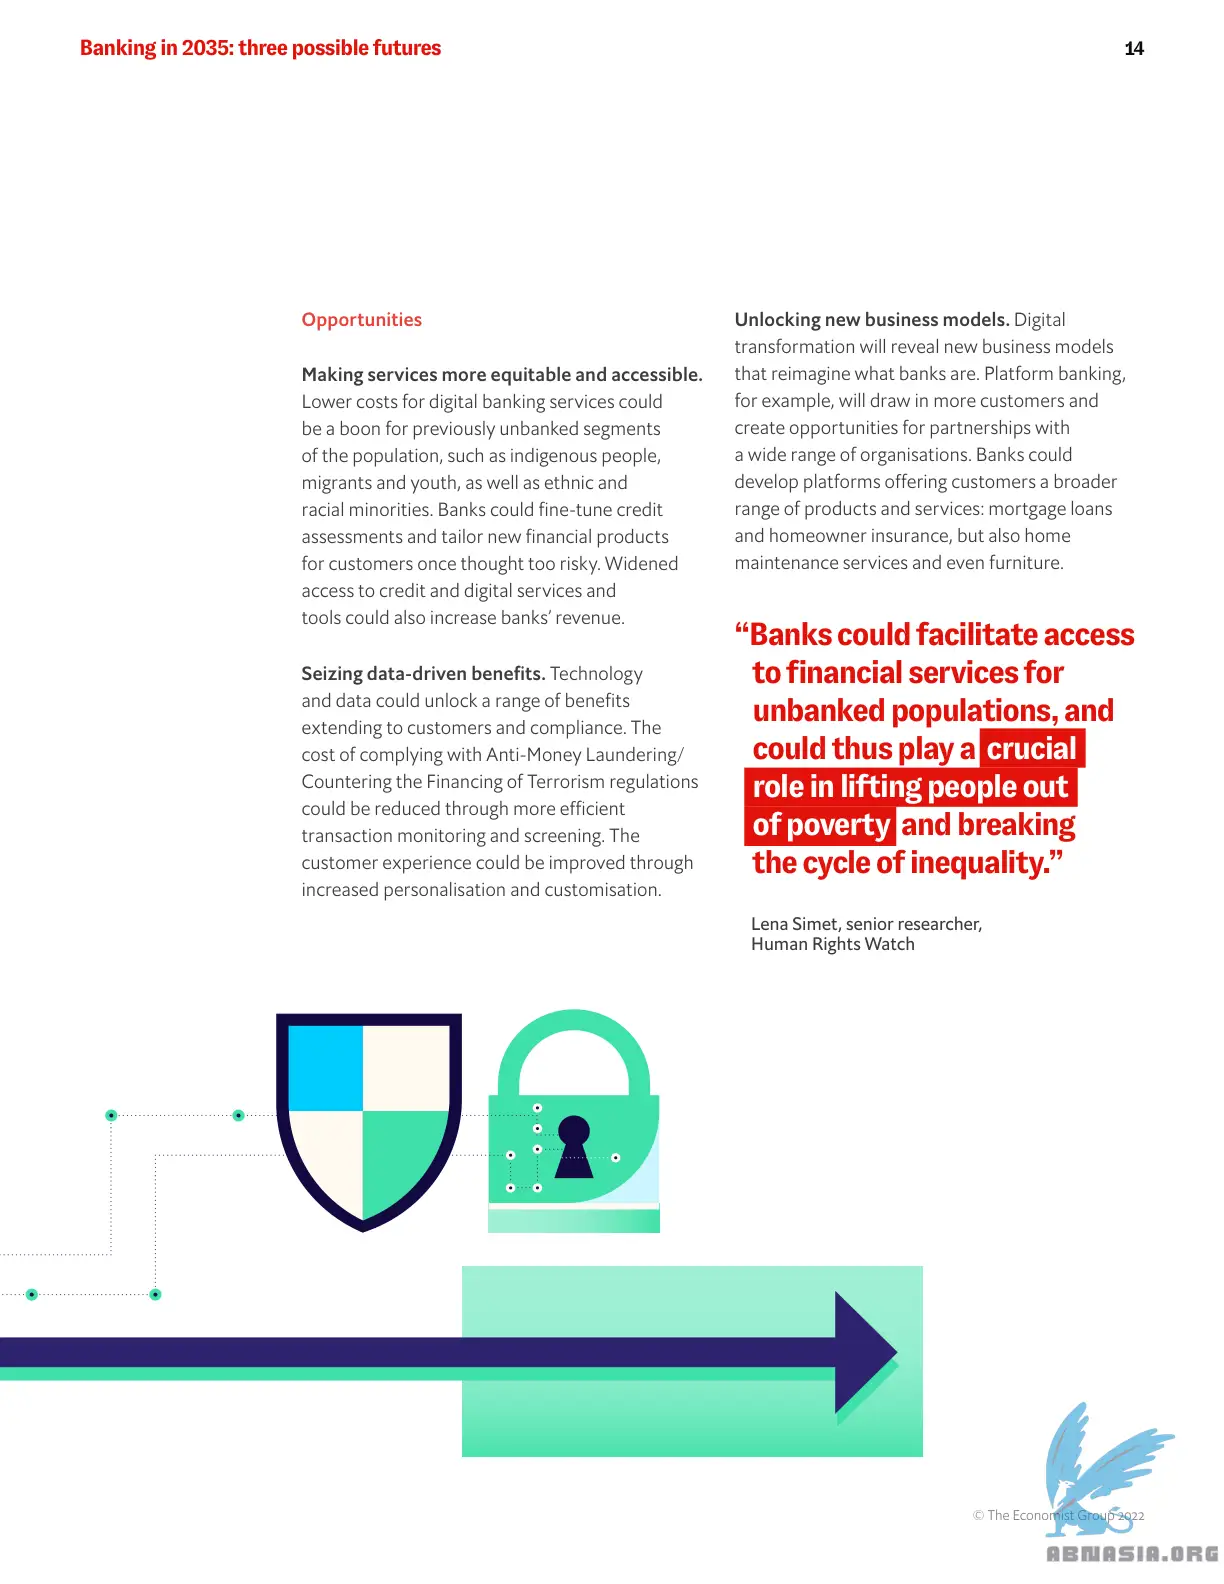 Banking in 2035: three possible futures
14
Opportunities
Making services more equitable and accessible.
Lower costs for digital banking services could
be a boon for previously unbanked segments
of the population, such as indigenous people,
migrants and youth, as well as ethnic and
racial minorities. Banks could fine-tune credit
assessments and tailor new financial products
for customers once thought too risky. Widened
access to credit and digital services and
tools could also increase banks’ revenue.
Seizing data-driven benefits. Technology
and data could unlock a range of benefits
extending to customers and compliance. The
cost of complying with Anti-Money Laundering/
Countering the Financing of Terrorism regulations
could be reduced through more efficient
transaction monitoring and screening. The
customer experience could be improved through
increased personalisation and customisation.
Unlocking new business models. Digital
transformation will reveal new business models
that reimagine what banks are. Platform banking,
for example, will draw in more customers and
create opportunities for partnerships with
a wide range of organisations. Banks could
develop platforms offering customers a broader
range of products and services: mortgage loans
and homeowner insurance, but also home
maintenance services and even furniture.
“Banks could facilitate access
to financial services for
unbanked populations, and
could thus play a crucial
role in lifting people out
of poverty and breaking
the cycle of inequality.”
Lena Simet, senior researcher,
Human Rights Watch
© The Economist Group 2022
ABNASIA.ORG